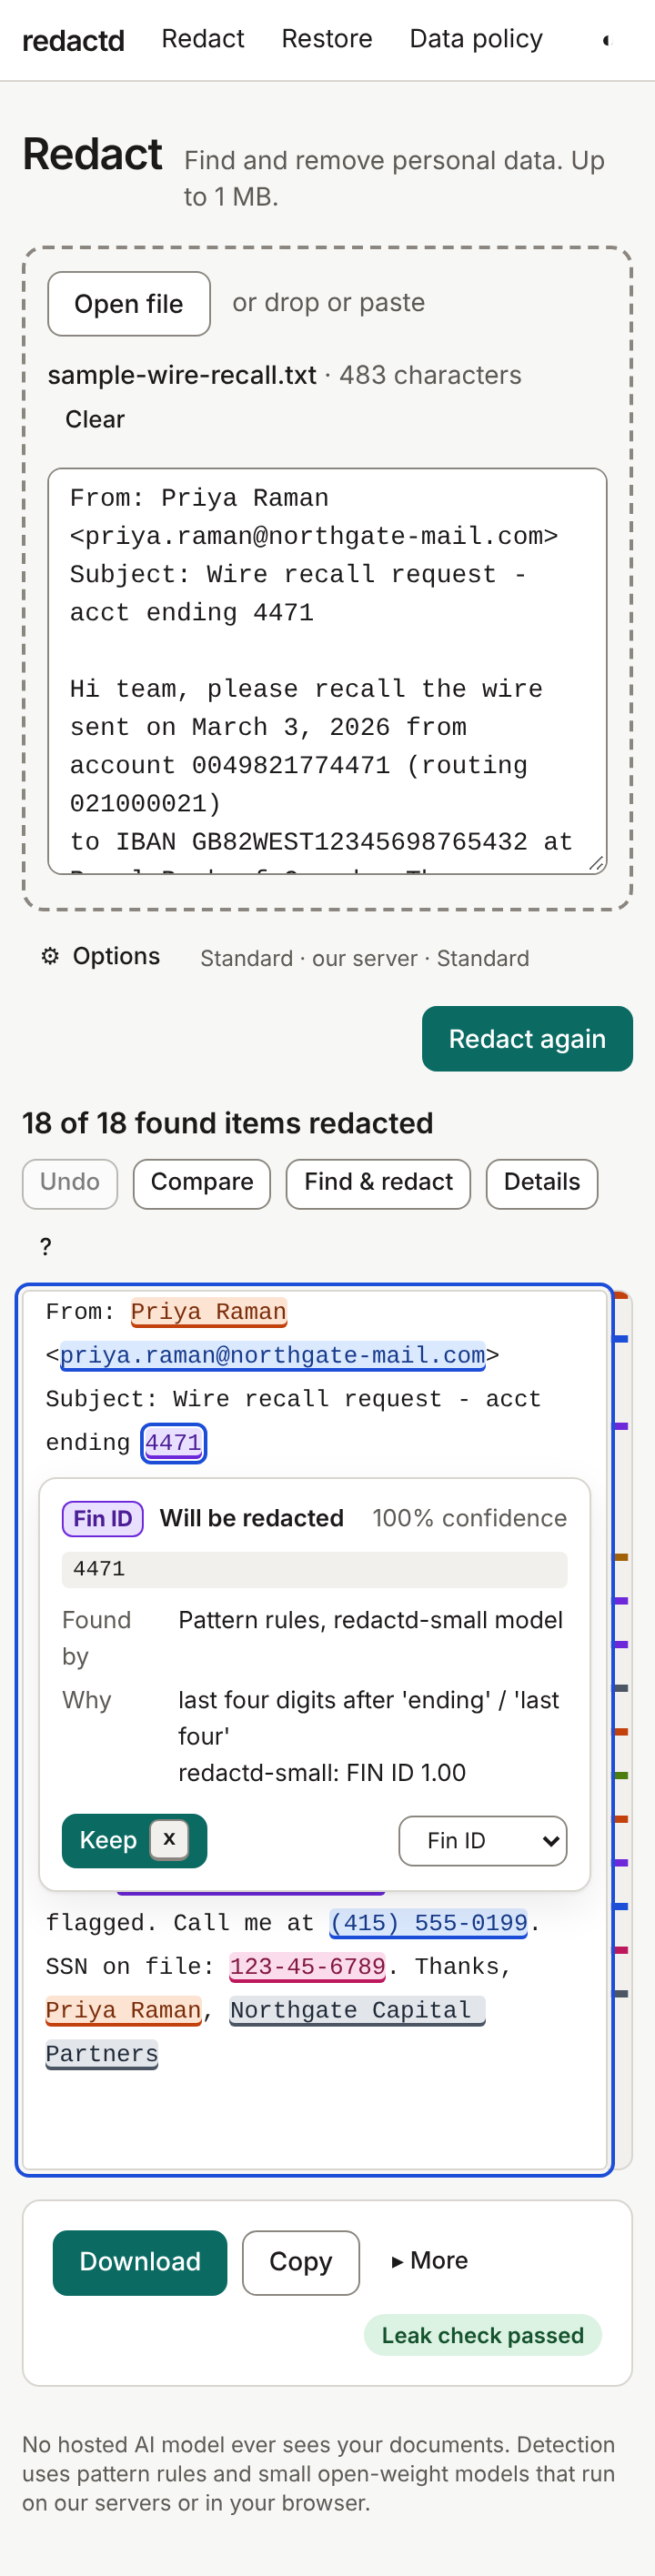 redactd Redact Restore Data policy
Redact Find and remove personal data. Up
to 1 MB.
Open file or drop or paste
sample-wire-recall.txt · 483 characters
Clear
From: Priya Raman
<priya.raman@northgate-mail.com>
Subject: Wire recall request -
acct ending 4471
Hi team, please recall the wire
sent on March 3, 2026 from
account 0049821774471 (routing
021000021)
to IBAN GB82WEST12345698765432 at
⚙ Options Standard · our server · Standard
Redact again
18 of 18 found items redacted
Undo Compare Find & redact Details
?
From: Priya Raman
<priya.raman@northgate-mail.com>
Subject: Wire recall request - acct
ending 4471
Fin ID Will be redacted 100% confidence
4471
Found by Pattern rules, redactd-small model
Why last four digits after 'ending' / 'last
four'
redactd-small: FIN ID 1.00
Keep x Fin ID
flagged. Call me at (415) 555-0199.
SSN on file: 123-45-6789. Thanks,
Priya Raman, Northgate Capital
Partners
Download Copy ▸ More
Leak check passed
No hosted AI model ever sees your documents. Detection
uses pattern rules and small open-weight models that run
on our servers or in your browser.